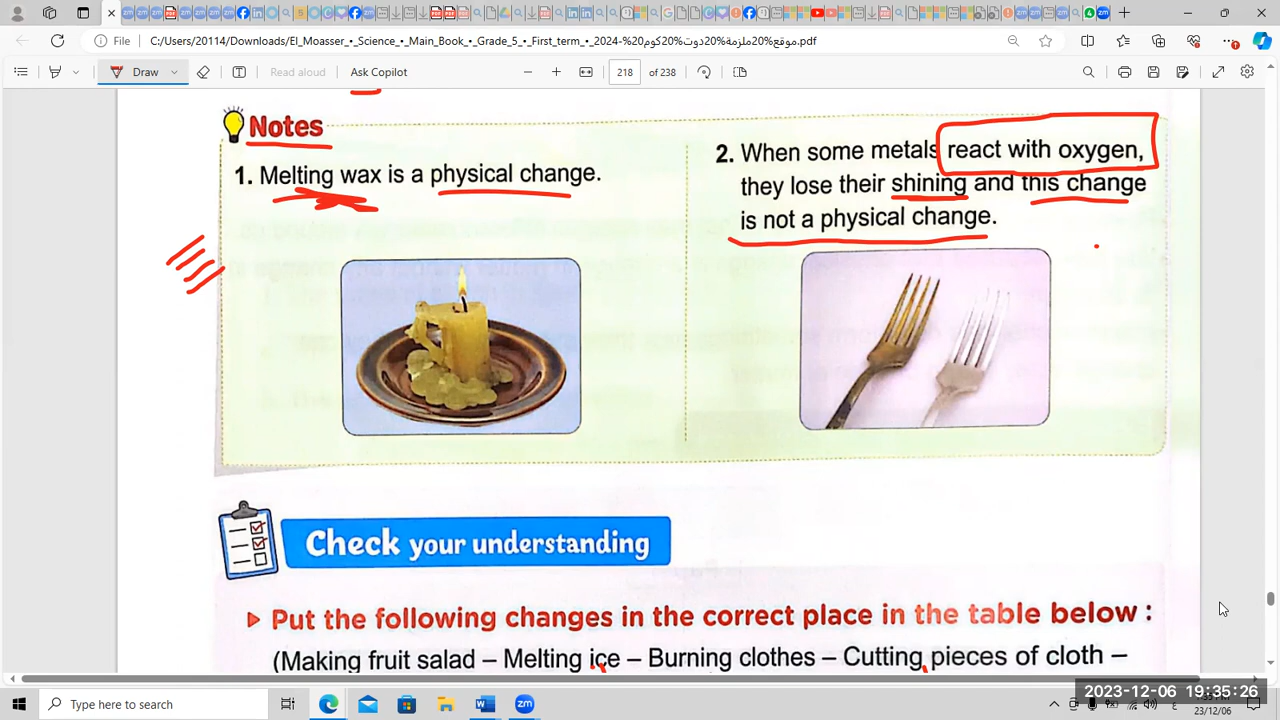 File
C:/Users/20114/Downloads/El_Moasser_•_Science_•_Main_Book_•_Grade_5_•_First_term_•_2024-%20موقع%20ملزمة%20دوت%20كوم.pdf
Draw
Read aloud
Ask Copilot
218 of 238
Notes
1. Melting wax is a physical change.
2. When some metals react with oxygen,
they lose their shining and this change
is not a physical change.
Check your understanding
Put the following changes in the correct place in the table below :
(Making fruit salad – Melting ice – Burning clothes – Cutting pieces of cloth –
Type here to search
2023-12-06 19:35:26
23/12/06